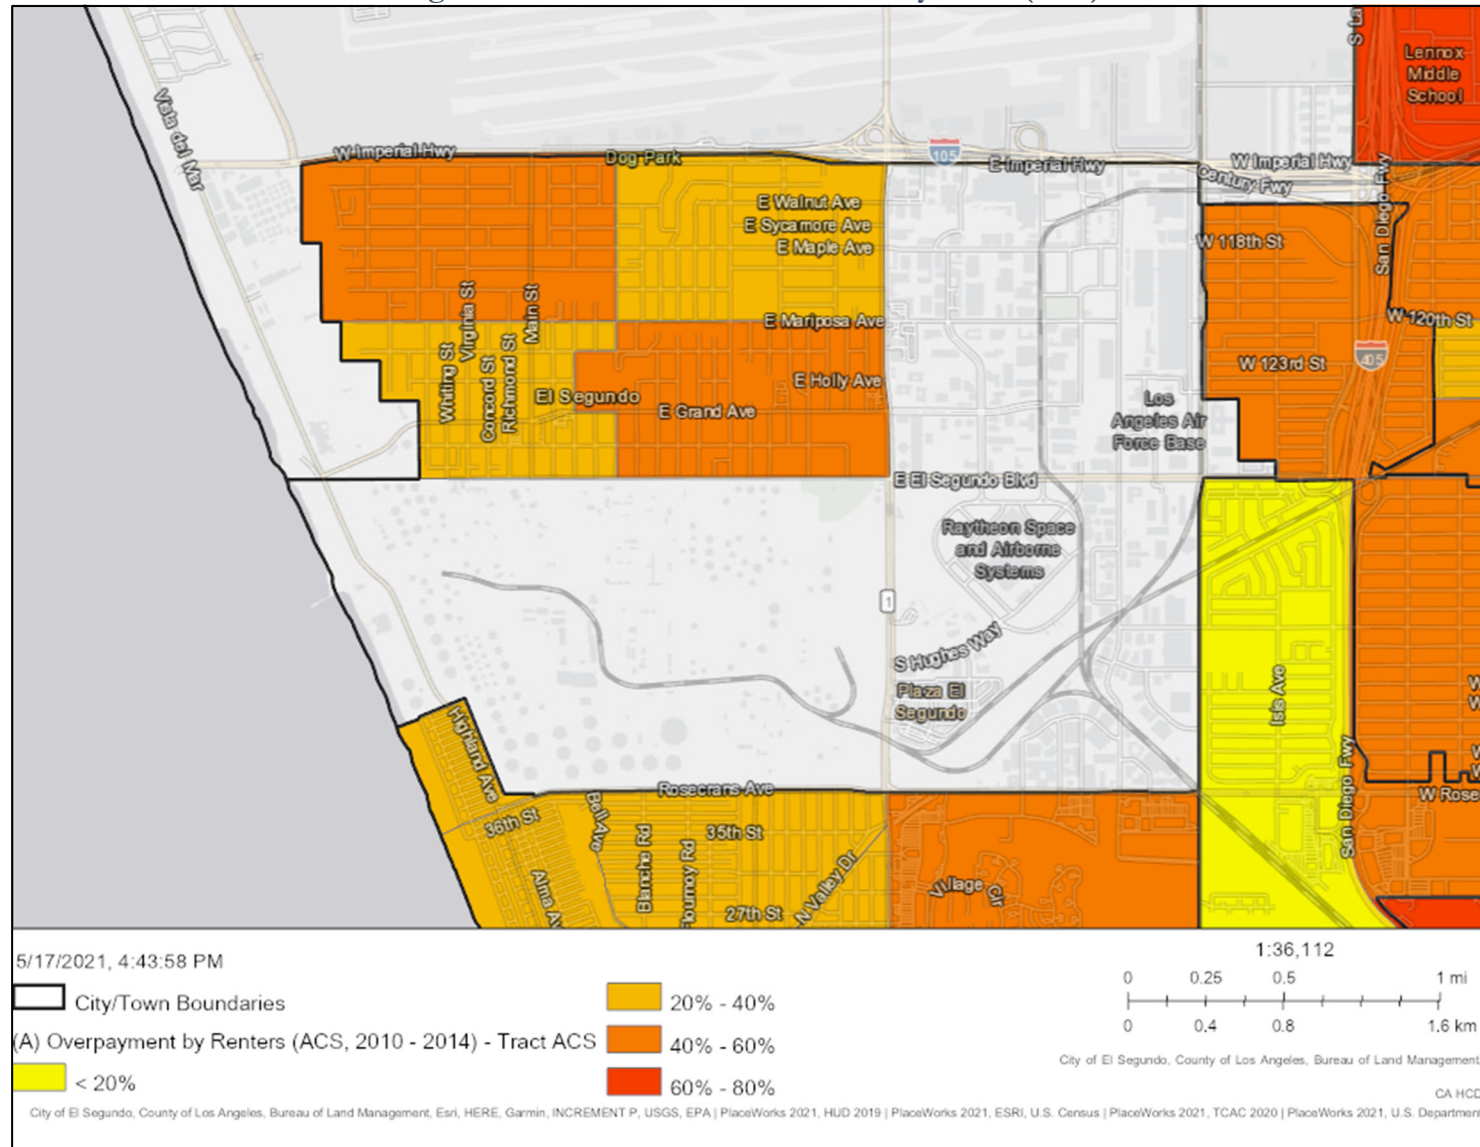 S La
Lennox
Middle
School
Vista del Mar
W Imperial Hwy
Dog Park
105
E Imperial Hwy
W Imperial Hwy
century Fwy
San Diego Fwy
E Walnut Ave
E Sycamore Ave
E Maple Ave
W 118th St
Virginia St
Main St
E Mariposa Ave
W 120th St
Whiting St
Concord St
Richmond St
E Holly Ave
W 123rd St
405
El Segundo
E Grand Ave
Los
Angeles Air
Force Base
E El Segundo Blvd
Raytheon Space
and Airborne
Systems
1
S Hughes Way
Plaza El
Segundo
Isis Ave
Highland Ave
San Diego Fwy
W
W
W
W
Rosecrans Ave
W Rose
36th St
Bell Ave
Blanche Rd
35th St
Flournoy Rd
N Valley Dr
Alma Av
27th St
Village Cir
5/17/2021, 4:43:58 PM
City/Town Boundaries
(A) Overpayment by Renters (ACS, 2010 - 2014) - Tract ACS
< 20%
20% - 40%
40% - 60%
60% - 80%
1:36,112
0 0.25 0.5 1 mi
0 0.4 0.8 1.6 km
City of El Segundo, County of Los Angeles, Bureau of Land Management
CA HCD
City of El Segundo, County of Los Angeles, Bureau of Land Management, Esri, HERE, Garmin, INCREMENT P, USGS, EPA | PlaceWorks 2021, HUD 2019 | PlaceWorks 2021, ESRI, U.S. Census | PlaceWorks 2021, TCAC 2020 | PlaceWorks 2021, U.S. Department